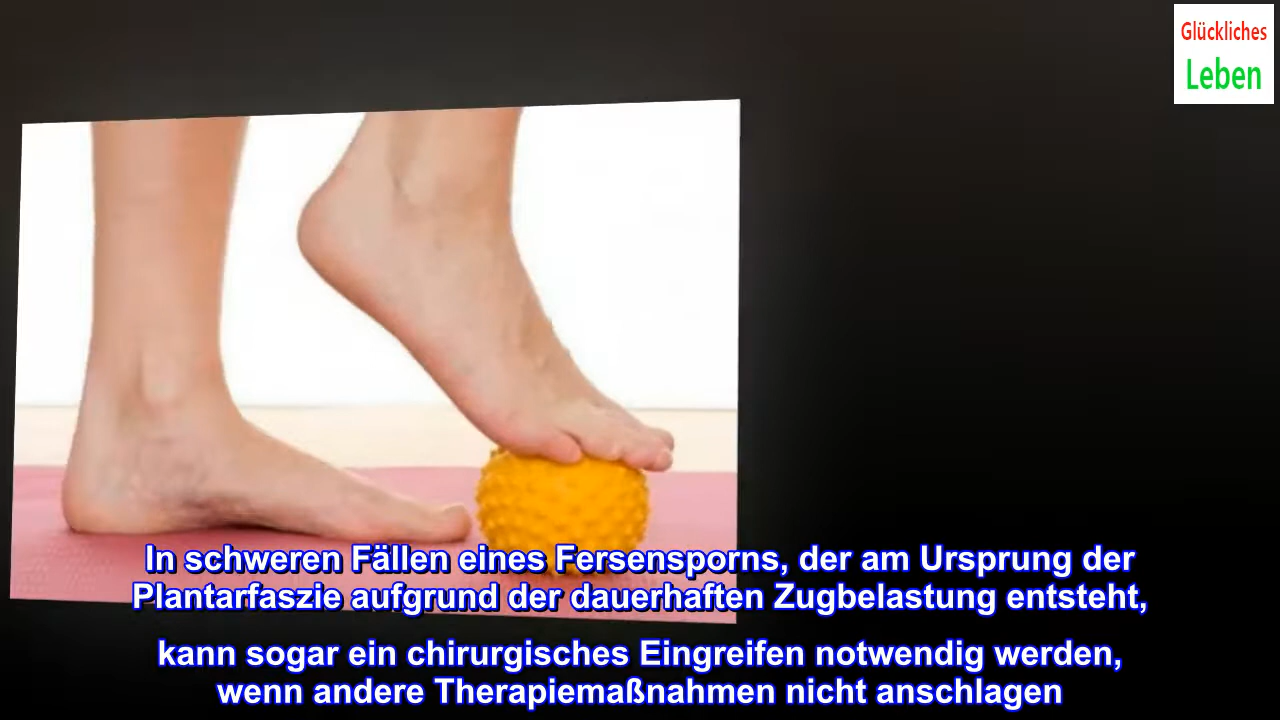 Glückliches
Leben
In schweren Fällen eines Fersensporns, der am Ursprung der
Plantarfaszie aufgrund der dauerhaften Zugbelastung entsteht,
kann sogar ein chirurgisches Eingreifen notwendig werden,
wenn andere Therapiemaßnahmen nicht anschlagen